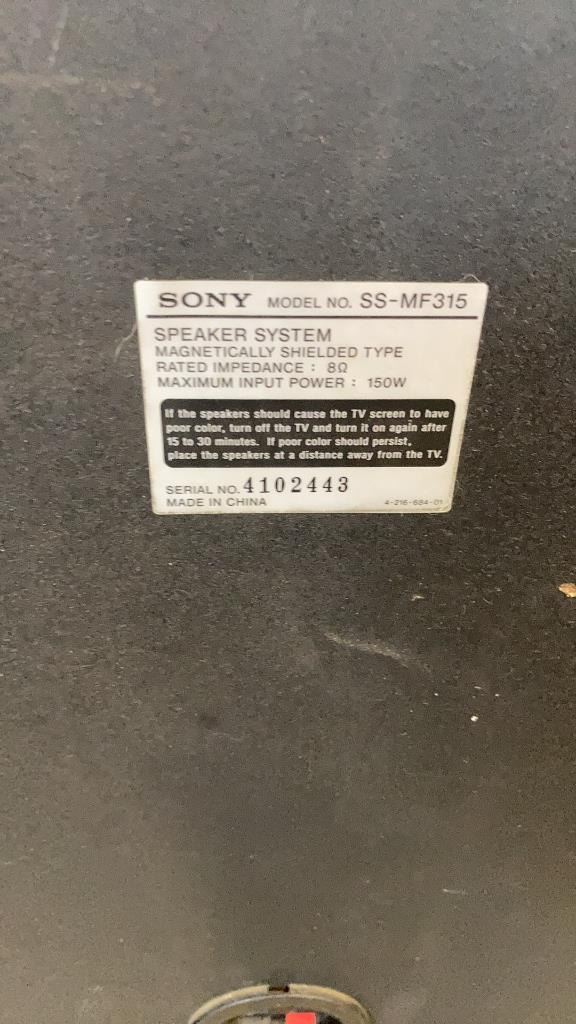 SONY MODEL NO. SS-MF315
SPEAKER SYSTEM
MAGNETICALLY SHIELDED TYPE
RATED IMPEDANCE : 8Ω
MAXIMUM INPUT POWER : 150W
If the speakers should cause the TV screen to have
poor color, turn off the TV and turn it on again after
15 to 30 minutes. If poor color should persist,
place the speakers at a distance away from the TV.
SERIAL NO. 4102443
MADE IN CHINA 4-216-684-01